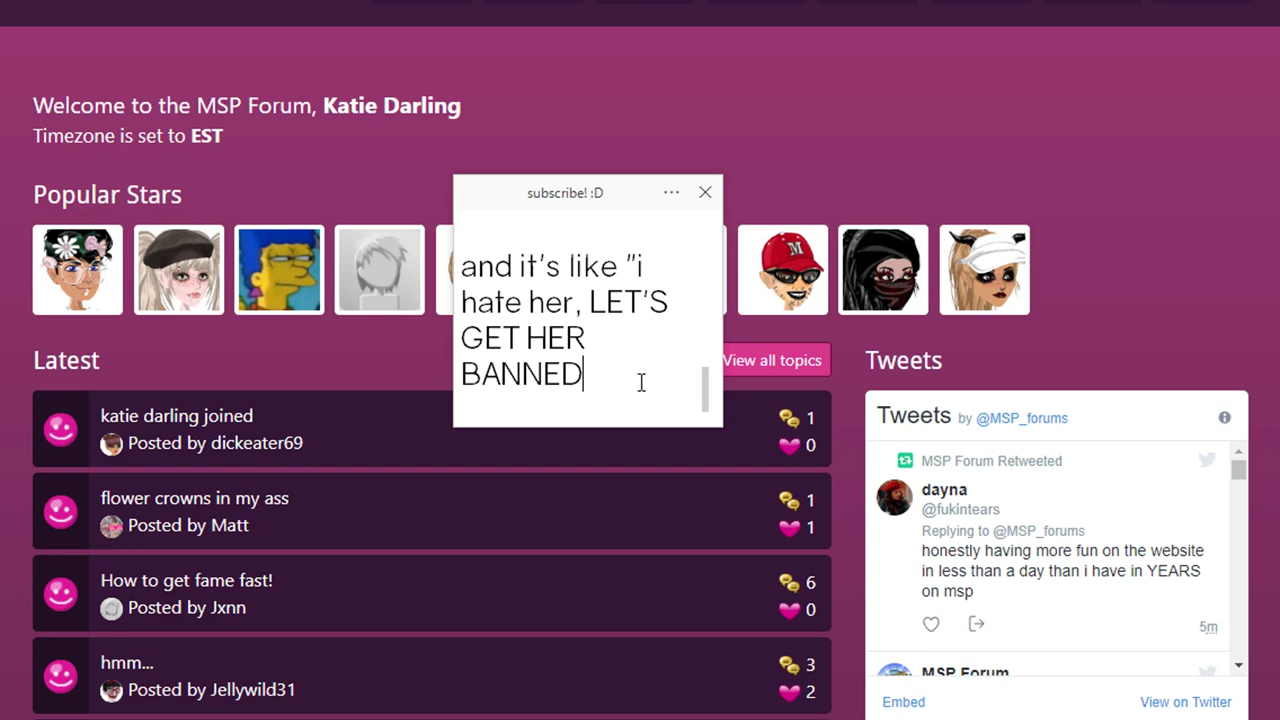 Welcome to the MSP Forum, Katie Darling
Timezone is set to EST
Popular Stars
subscribe! :D
and it's like "i
hate her, LET'S
GET HER
BANNED
M
Latest
View all topics
katie darling joined
Posted by dickeater69
1
0
flower crowns in my ass
Posted by Matt
1
1
How to get fame fast!
Posted by Jxnn
6
0
hmm...
Posted by Jellywild31
3
2
Tweets
Tweets by @MSP_forums
MSP Forum Retweeted
dayna
@fukintears
Replying to @MSP_forums
honestly having more fun on the website
in less than a day than i have in YEARS
on msp
5m
MSP Forum
Embed
View on Twitter